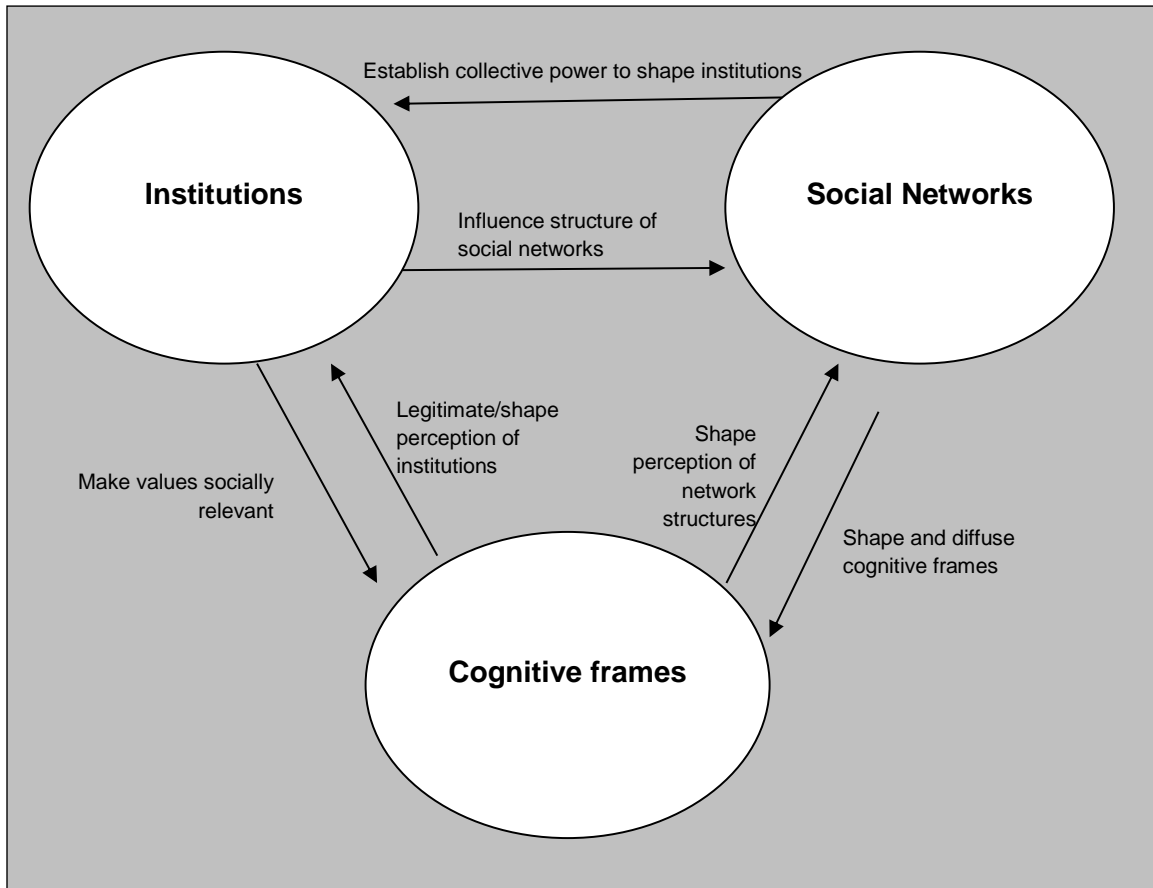 Establish collective power to shape institutions
Institutions
Social Networks
Influence structure of
social networks
Legitimate/shape
perception of
institutions
Make values socially
relevant
Shape
perception of
network
structures
Shape and diffuse
cognitive frames
Cognitive frames